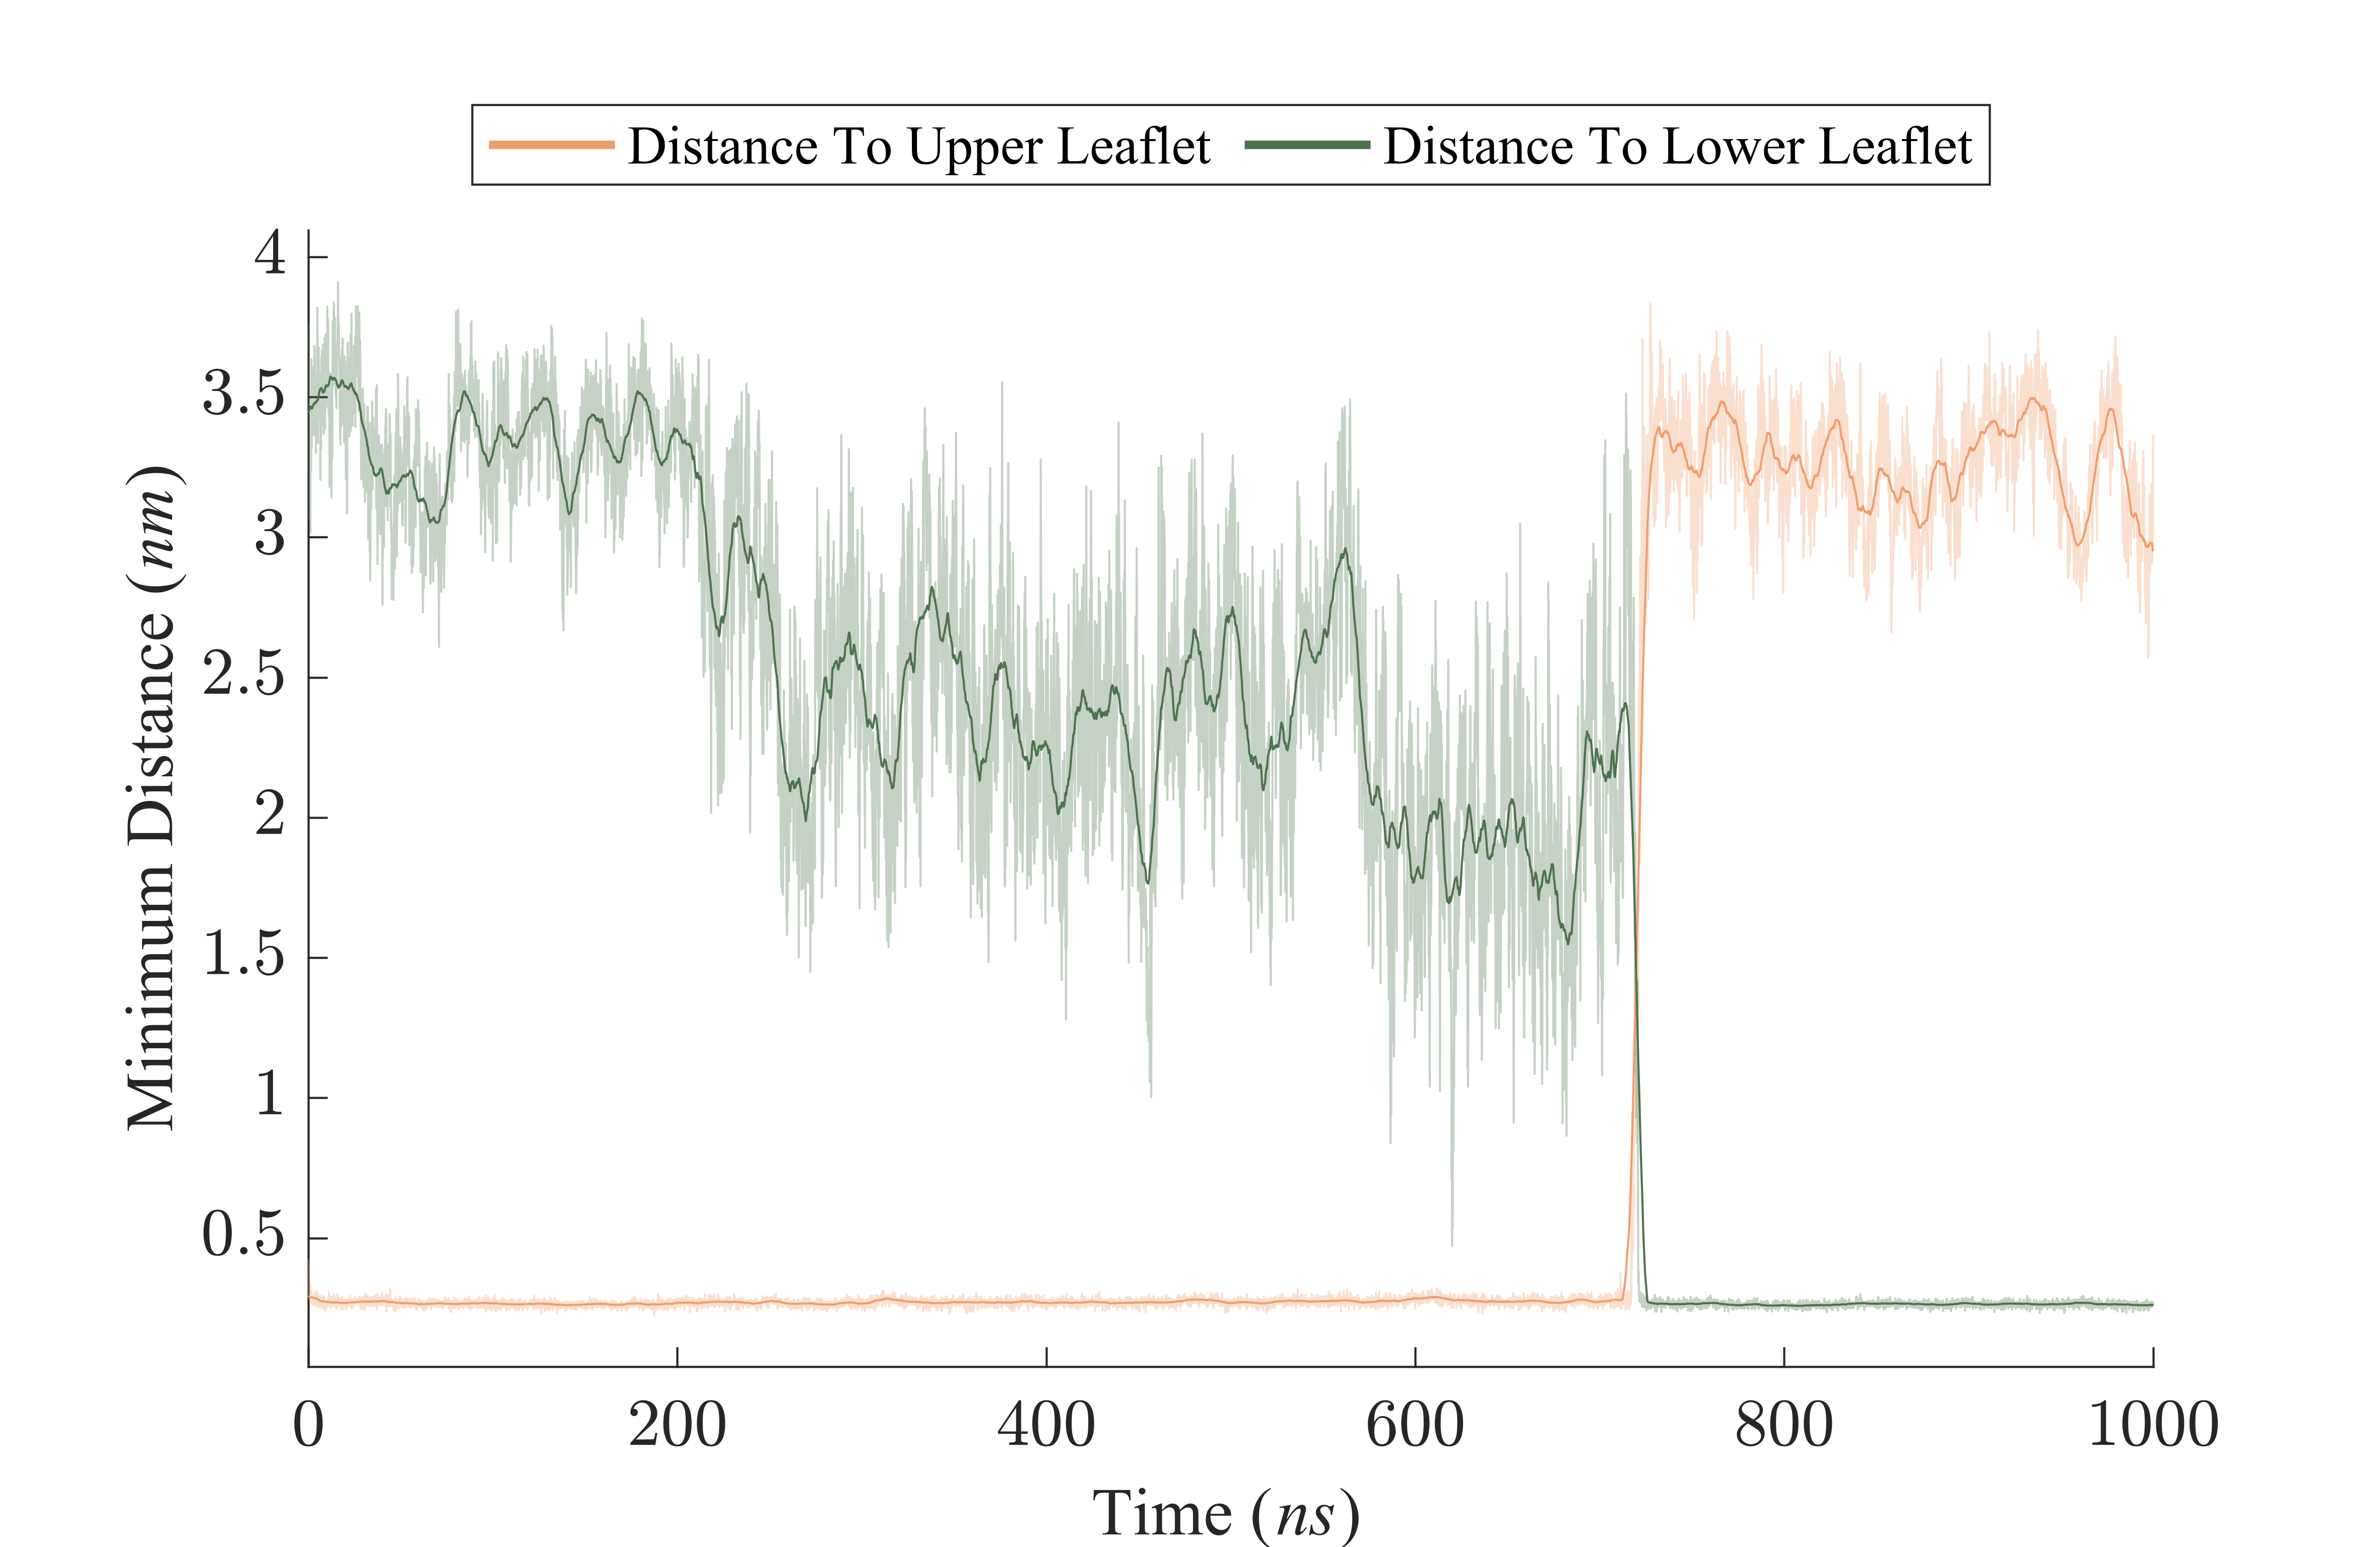 Distance To Upper Leaflet Distance To Lower Leaflet
4
3.5
3
2.5
2
1.5
1
0.5
Minimum Distance (nm)
0 200 400 600 800 1000
Time (ns)